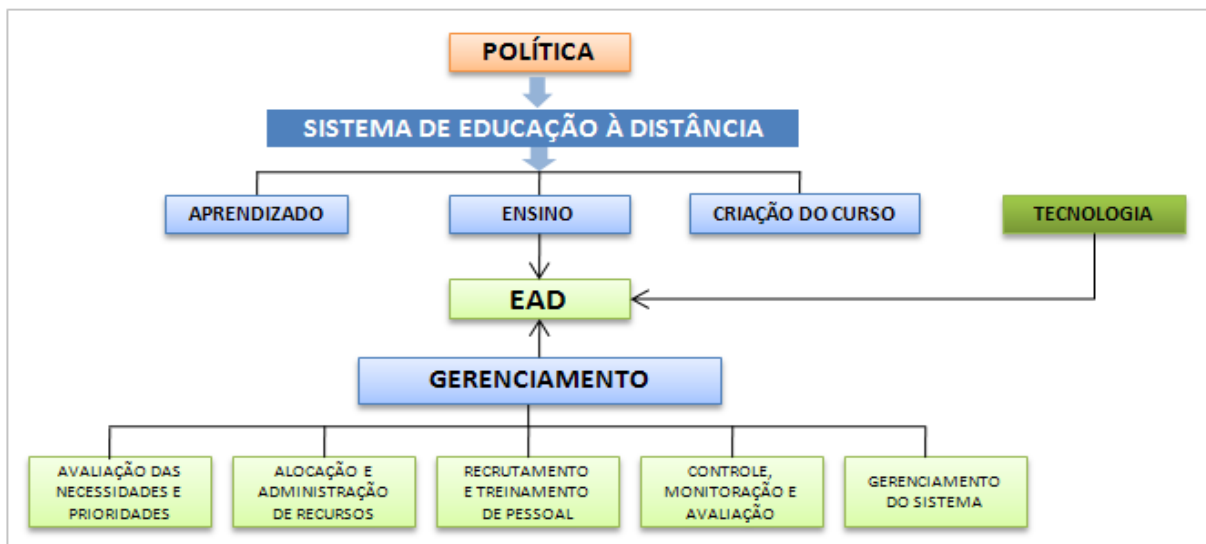 POLÍTICA
SISTEMA DE EDUCAÇÃO À DISTÂNCIA
APRENDIZADO
ENSINO
CRIAÇÃO DO CURSO
TECNOLOGIA
EAD
GERENCIAMENTO
AVALIAÇÃO DAS
NECESSIDADES E
PRIORIDADES
ALOCAÇÃO E
ADMINISTRAÇÃO
DE RECURSOS
RECRUTAMENTO
E TREINAMENTO
DE PESSOAL
CONTROLE,
MONITORAÇÃO E
AVALIAÇÃO
GERENCIAMENTO
DO SISTEMA